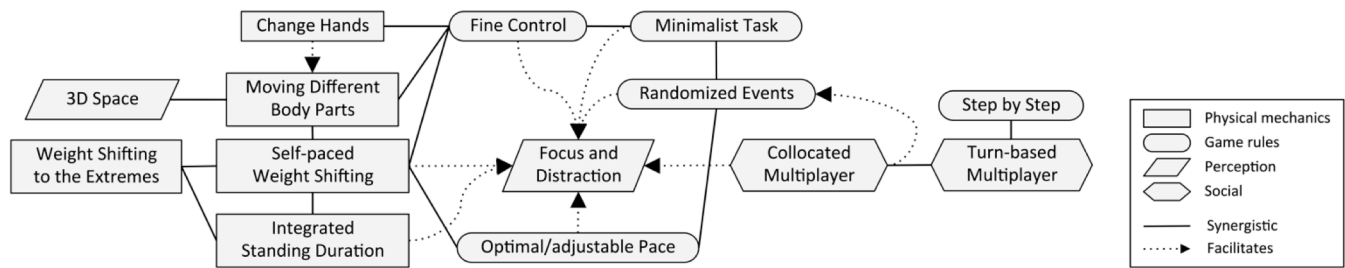 Change Hands
Fine Control
Minimalist Task
3D Space
Moving Different
Body Parts
Randomized Events
Step by Step
Weight Shifting
to the Extremes
Self-paced
Weight Shifting
Focus and
Distraction
Collocated
Multiplayer
Turn-based
Multiplayer
Integrated
Standing Duration
Optimal/adjustable Pace
Physical mechanics
Game rules
Perception
Social
Synergistic
Facilitates